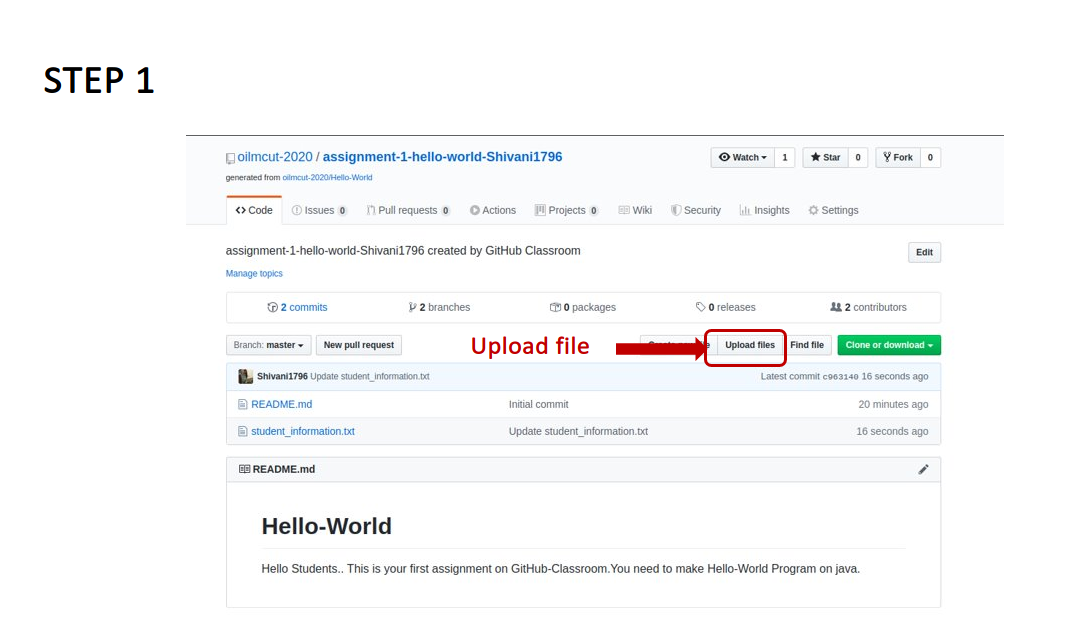 STEP 1
oilmcut-2020 / assignment-1-hello-world-Shivani1796
Watch 1 Star 0 Fork 0
generated from oilmcut-2020/Hello-World
Code Issues 0 Pull requests 0 Actions Projects 0 Wiki Security Insights Settings
assignment-1-hello-world-Shivani1796 created by GitHub Classroom Edit
Manage topics
2 commits 2 branches 0 packages 0 releases 2 contributors
Branch: master New pull request Upload file Upload files Find file Clone or download
Shivani1796 Update student_information.txt Latest commit c963140 16 seconds ago
README.md Initial commit 20 minutes ago
student_information.txt Update student_information.txt 16 seconds ago
README.md
Hello-World
Hello Students.. This is your first assignment on GitHub-Classroom.You need to make Hello-World Program on java.